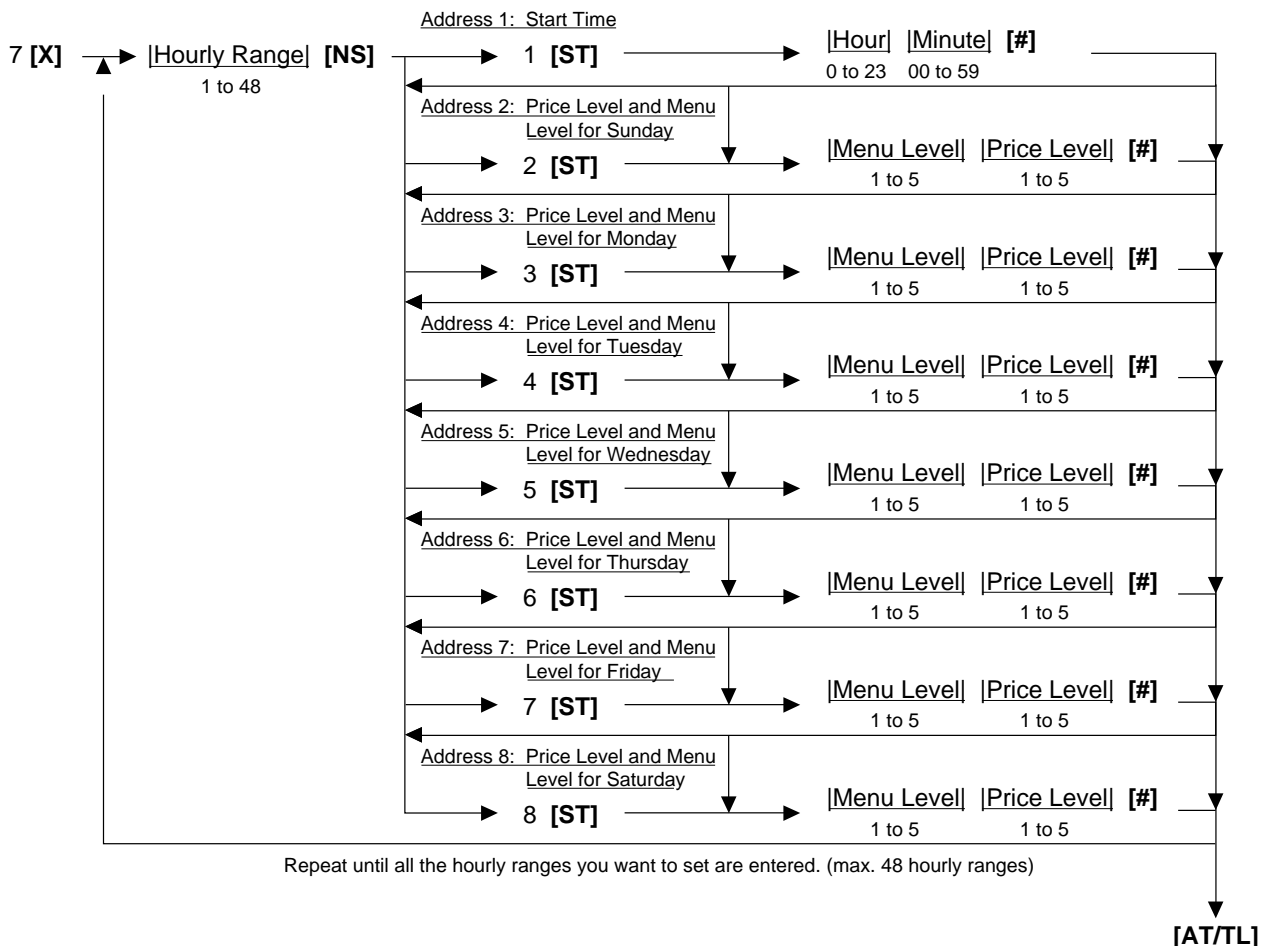 Address 1: Start Time
7 [X] |Hourly Range| [NS] 1 [ST] |Hour| |Minute| [#]
1 to 48 0 to 23 00 to 59
Address 2: Price Level and Menu
Level for Sunday
2 [ST] |Menu Level| |Price Level| [#]
1 to 5 1 to 5
Address 3: Price Level and Menu
Level for Monday
3 [ST] |Menu Level| |Price Level| [#]
1 to 5 1 to 5
Address 4: Price Level and Menu
Level for Tuesday
4 [ST] |Menu Level| |Price Level| [#]
1 to 5 1 to 5
Address 5: Price Level and Menu
Level for Wednesday
5 [ST] |Menu Level| |Price Level| [#]
1 to 5 1 to 5
Address 6: Price Level and Menu
Level for Thursday
6 [ST] |Menu Level| |Price Level| [#]
1 to 5 1 to 5
Address 7: Price Level and Menu
Level for Friday
7 [ST] |Menu Level| |Price Level| [#]
1 to 5 1 to 5
Address 8: Price Level and Menu
Level for Saturday
8 [ST] |Menu Level| |Price Level| [#]
1 to 5 1 to 5
Repeat until all the hourly ranges you want to set are entered. (max. 48 hourly ranges)
[AT/TL]